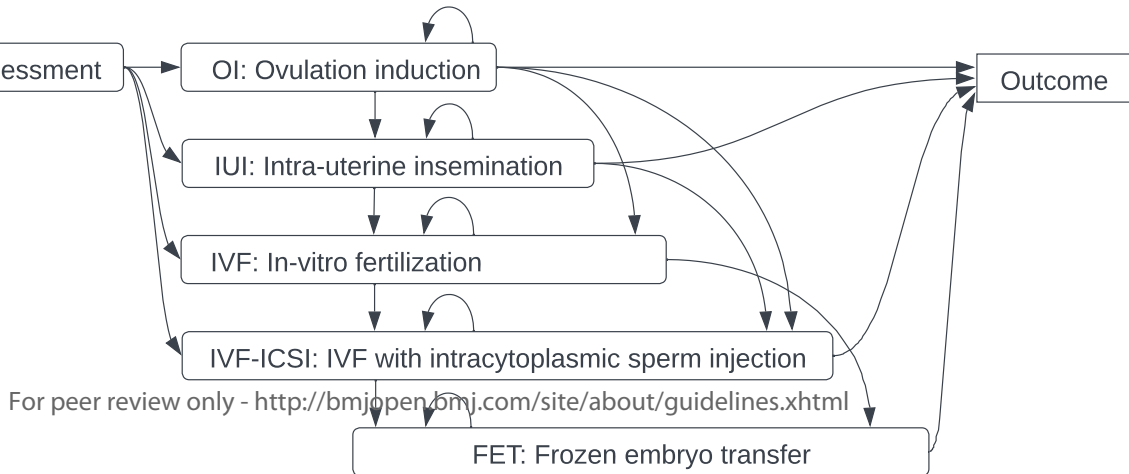 essment
OI: Ovulation induction
Outcome
IUI: Intra-uterine insemination
IVF: In-vitro fertilization
IVF-ICSI: IVF with intracytoplasmic sperm injection
For peer review only - http://bmjopen.bmj.com/site/about/guidelines.xhtml
FET: Frozen embryo transfer